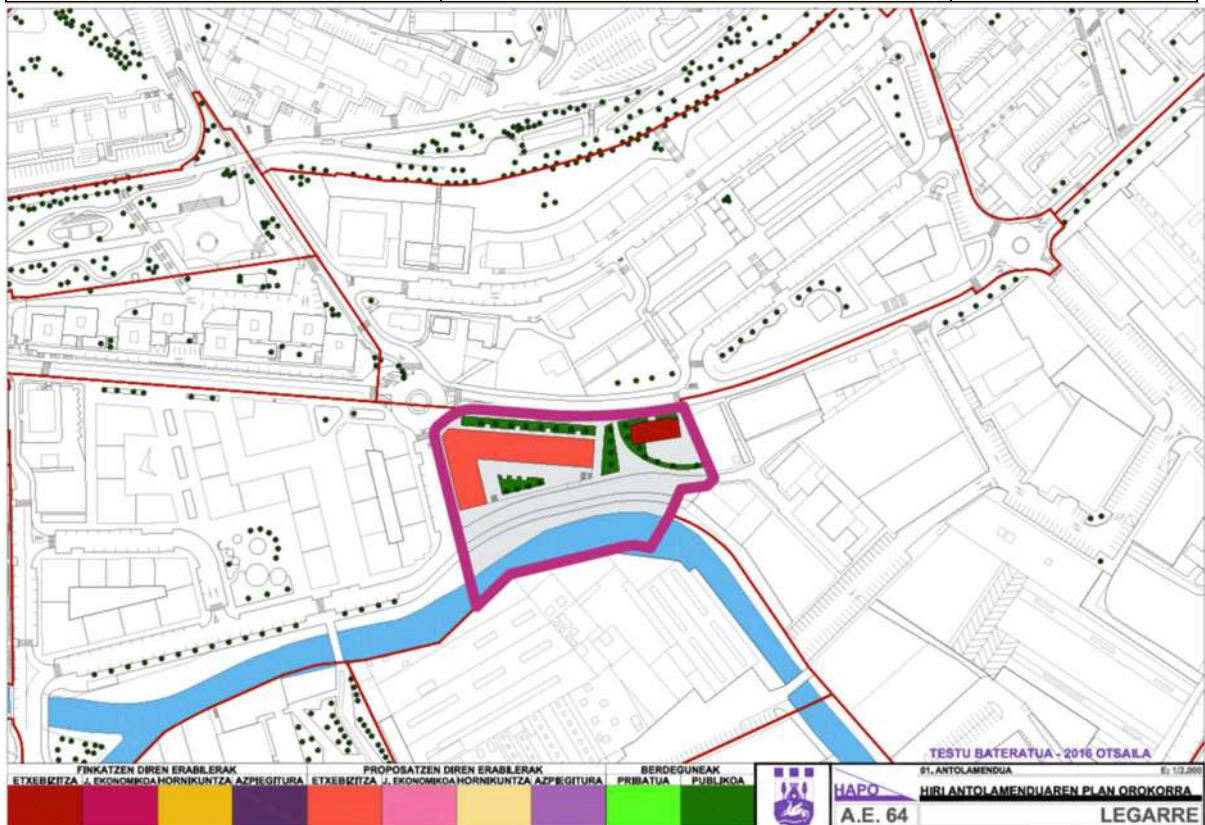 TESTU BATERATUA - 2016 OTSAILA
FINKATZEN DIREN ERABILERAK
ETXEBIZITZA J. EKONOMIKOA HORNIKUNTZA AZPIEGITURA
PROPOSATZEN DIREN ERABILERAK
ETXEBIZITZA J. EKONOMIKOA HORNIKUNTZA AZPIEGITURA
BERDEGUNEAK
PRIBATUA PUBLIKOA
HAPO
A.E. 64
01. ANTOLAMENDUA E: 1/2.000
HIRI ANTOLAMENDUAREN PLAN OROKORRA
LEGARRE